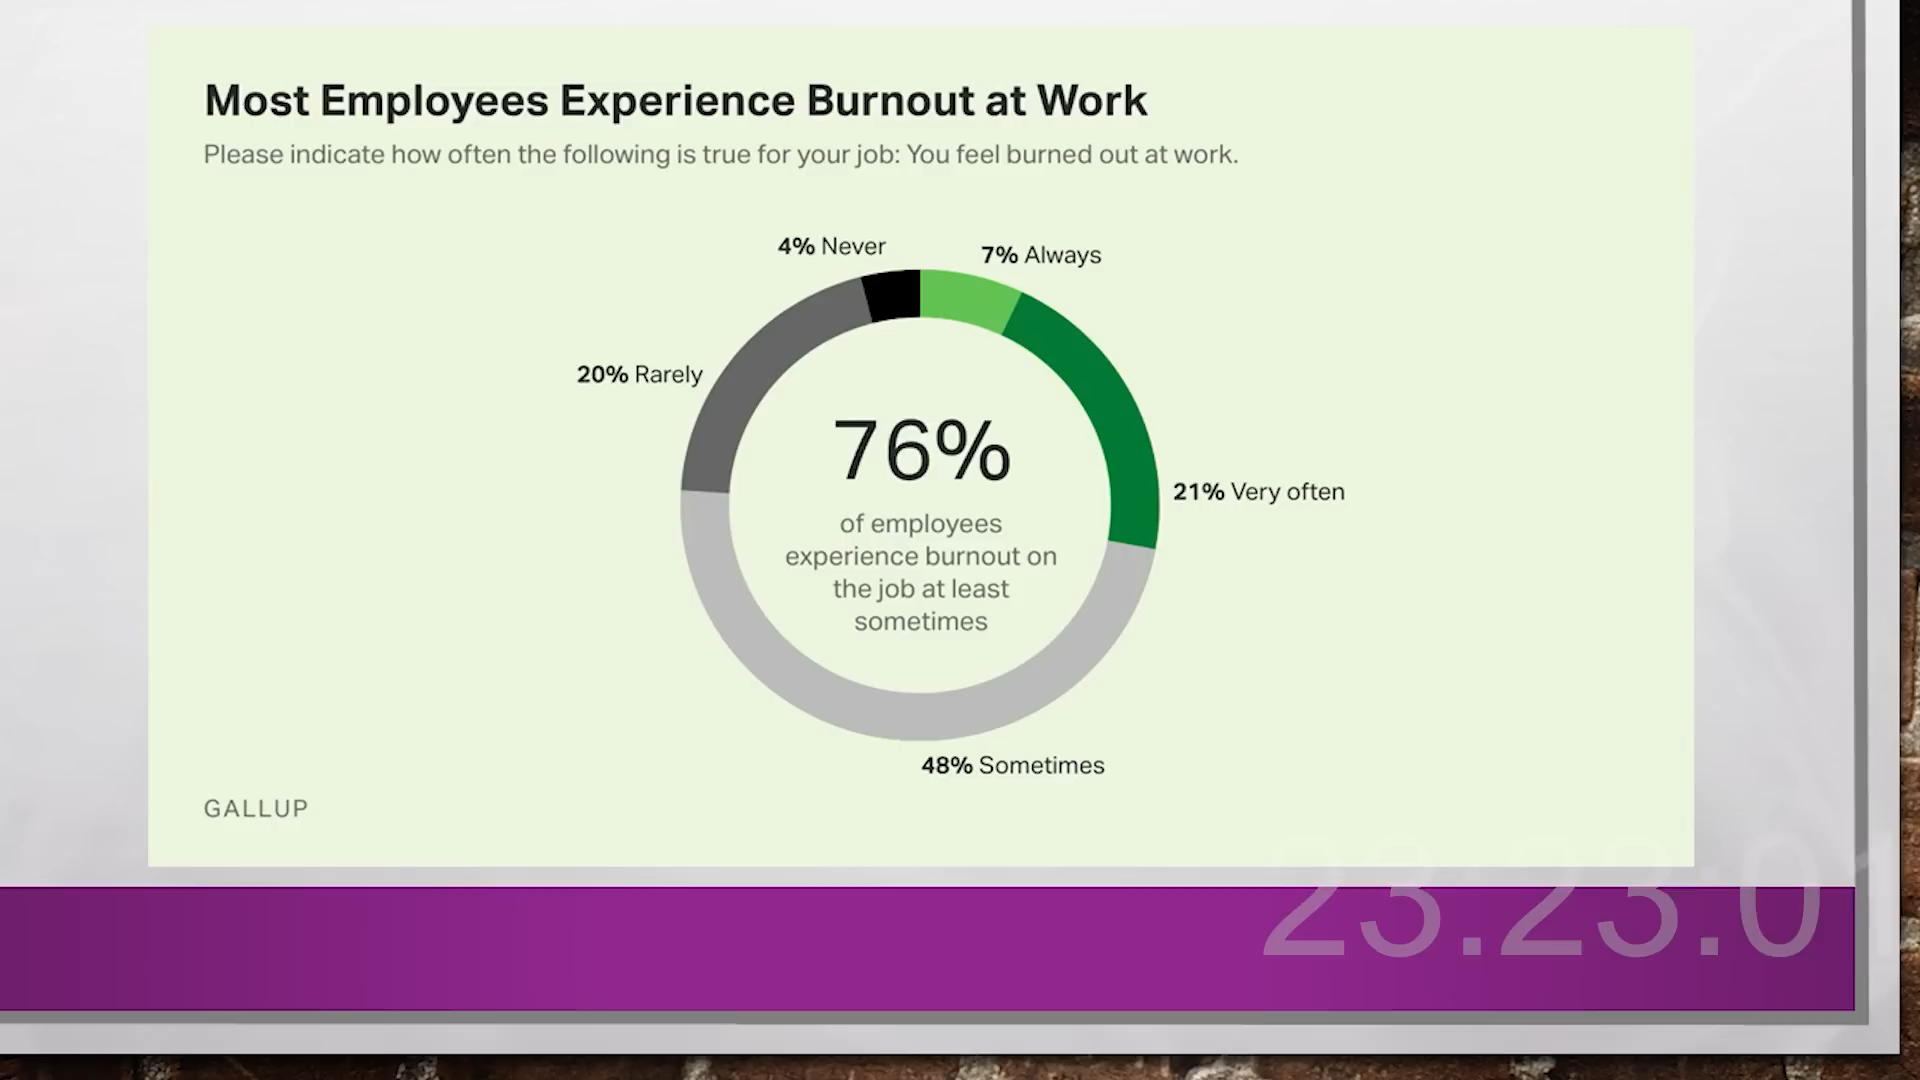 Most Employees Experience Burnout at Work
Please indicate how often the following is true for your job: You feel burned out at work.
4% Never
7% Always
20% Rarely
76%
of employees
experience burnout on
the job at least
sometimes
21% Very often
48% Sometimes
GALLUP
23.23:0